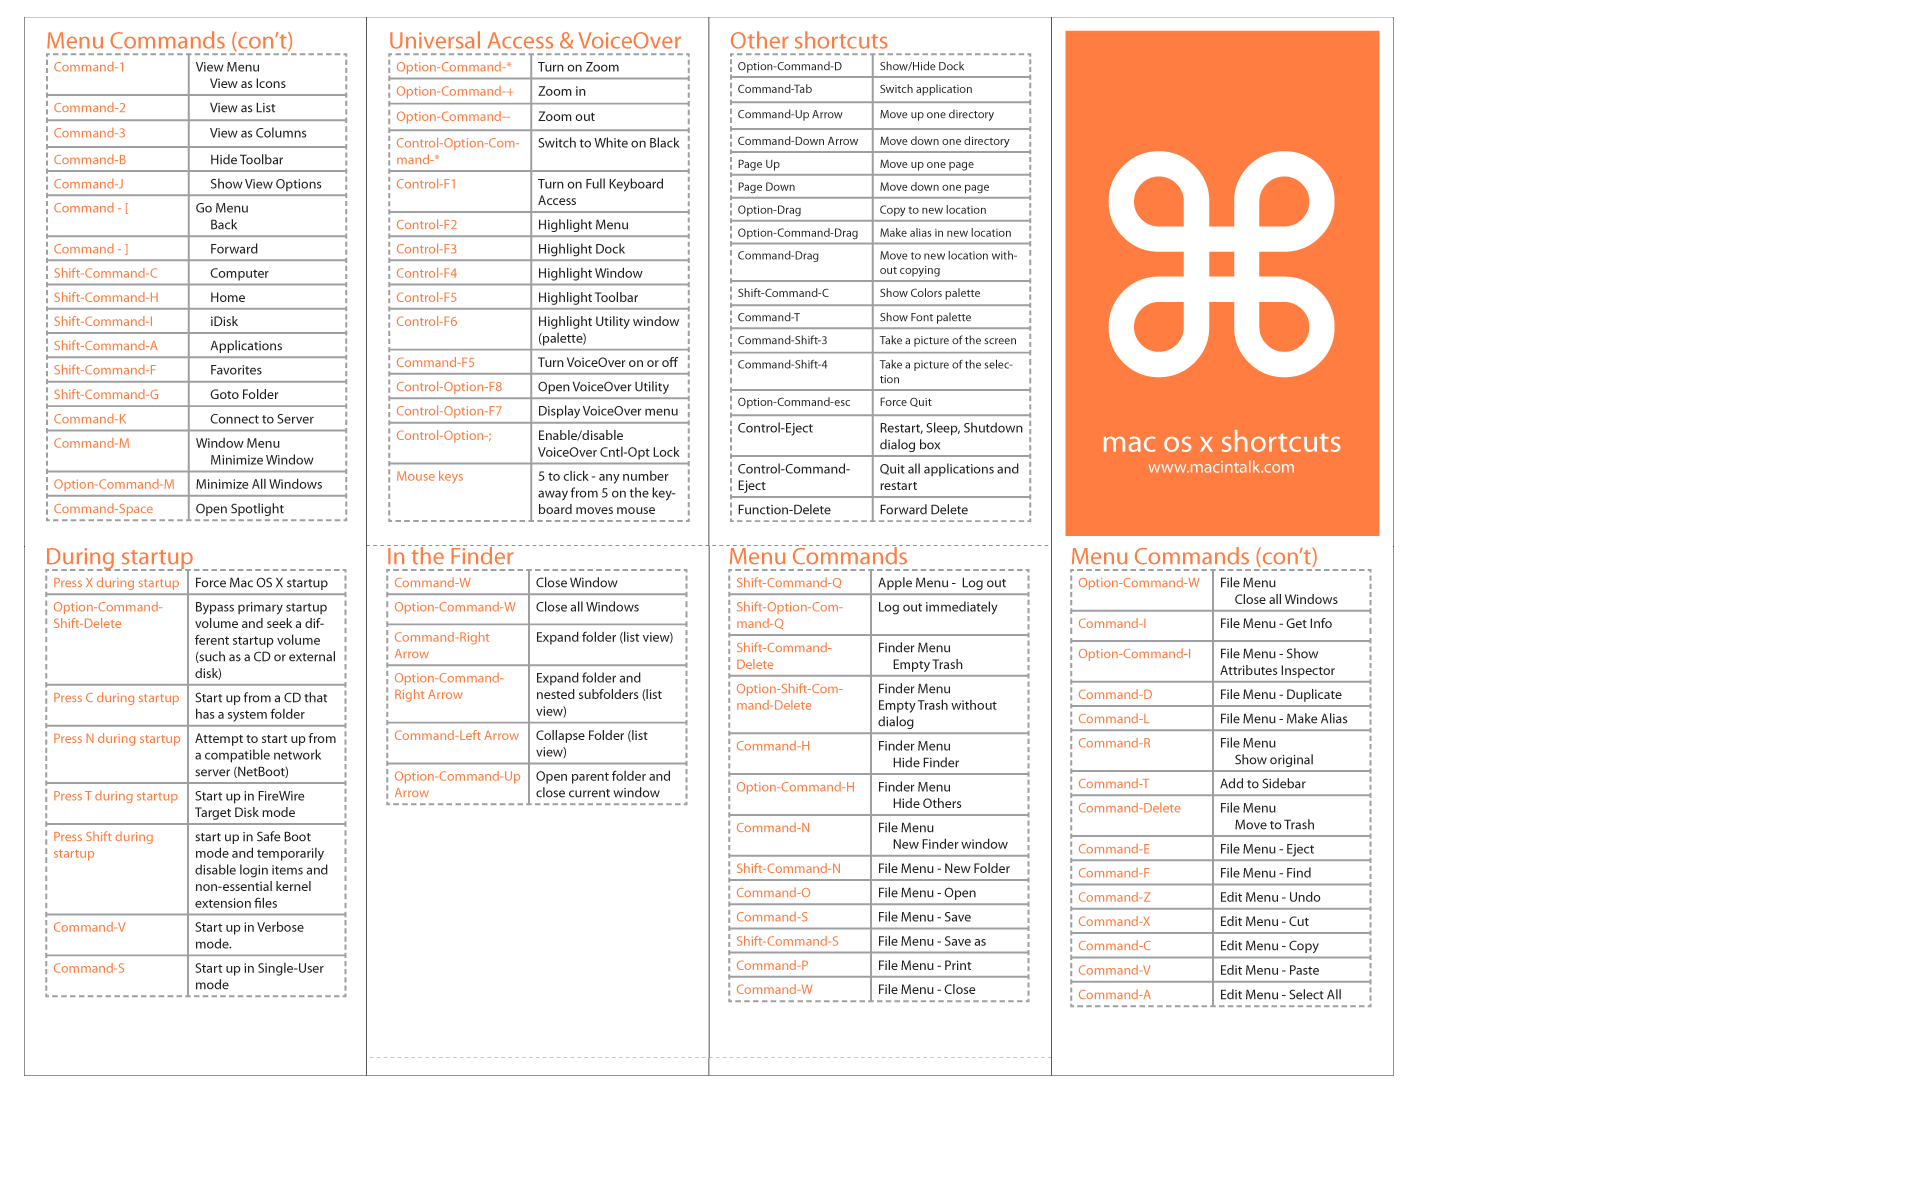 Menu Commands (con't)
Command-1 View Menu
View as Icons
Command-2 View as List
Command-3 View as Columns
Command-B Hide Toolbar
Command-J Show View Options
Command - [ Go Menu
Back
Command - ] Forward
Shift-Command-C Computer
Shift-Command-H Home
Shift-Command-I iDisk
Shift-Command-A Applications
Shift-Command-F Favorites
Shift-Command-G Goto Folder
Command-K Connect to Server
Command-M Window Menu
Minimize Window
Option-Command-M Minimize All Windows
Command-Space Open Spotlight
Universal Access & VoiceOver
Option-Command-* Turn on Zoom
Option-Command-+ Zoom in
Option-Command-- Zoom out
Control-Option-Com- Switch to White on Black
mand-*
Control-F1 Turn on Full Keyboard
Access
Control-F2 Highlight Menu
Control-F3 Highlight Dock
Control-F4 Highlight Window
Control-F5 Highlight Toolbar
Control-F6 Highlight Utility window
(palette)
Command-F5 Turn VoiceOver on or off
Control-Option-F8 Open VoiceOver Utility
Control-Option-F7 Display VoiceOver menu
Control-Option-; Enable/disable
VoiceOver Cntl-Opt Lock
Mouse keys 5 to click - any number
away from 5 on the key-
board moves mouse
Other shortcuts
Option-Command-D Show/Hide Dock
Command-Tab Switch application
Command-Up Arrow Move up one directory
Command-Down Arrow Move down one directory
Page Up Move up one page
Page Down Move down one page
Option-Drag Copy to new location
Option-Command-Drag Make alias in new location
Command-Drag Move to new location with-
out copying
Shift-Command-C Show Colors palette
Command-T Show Font palette
Command-Shift-3 Take a picture of the screen
Command-Shift-4 Take a picture of the selec-
tion
Option-Command-esc Force Quit
Control-Eject Restart, Sleep, Shutdown
dialog box
Control-Command- Quit all applications and
Eject restart
Function-Delete Forward Delete
mac os x shortcuts
www.macintalk.com
During startup
Press X during startup Force Mac OS X startup
Option-Command- Bypass primary startup
Shift-Delete volume and seek a dif-
ferent startup volume
(such as a CD or external
disk)
Press C during startup Start up from a CD that
has a system folder
Press N during startup Attempt to start up from
a compatible network
server (NetBoot)
Press T during startup Start up in FireWire
Target Disk mode
Press Shift during start up in Safe Boot
startup mode and temporarily
disable login items and
non-essential kernel
extension files
Command-V Start up in Verbose
mode.
Command-S Start up in Single-User
mode
In the Finder
Command-W Close Window
Option-Command-W Close all Windows
Command-Right Expand folder (list view)
Arrow
Option-Command- Expand folder and
Right Arrow nested subfolders (list
view)
Command-Left Arrow Collapse Folder (list
view)
Option-Command-Up Open parent folder and
Arrow close current window
Menu Commands
Shift-Command-Q Apple Menu - Log out
Shift-Option-Com- Log out immediately
mand-Q
Shift-Command- Finder Menu
Delete Empty Trash
Option-Shift-Com- Finder Menu
mand-Delete Empty Trash without
dialog
Command-H Finder Menu
Hide Finder
Option-Command-H Finder Menu
Hide Others
Command-N File Menu
New Finder window
Shift-Command-N File Menu - New Folder
Command-O File Menu - Open
Command-S File Menu - Save
Shift-Command-S File Menu - Save as
Command-P File Menu - Print
Command-W File Menu - Close
Menu Commands (con't)
Option-Command-W File Menu
Close all Windows
Command-I File Menu - Get Info
Option-Command-I File Menu - Show
Attributes Inspector
Command-D File Menu - Duplicate
Command-L File Menu - Make Alias
Command-R File Menu
Show original
Command-T Add to Sidebar
Command-Delete File Menu
Move to Trash
Command-E File Menu - Eject
Command-F File Menu - Find
Command-Z Edit Menu - Undo
Command-X Edit Menu - Cut
Command-C Edit Menu - Copy
Command-V Edit Menu - Paste
Command-A Edit Menu - Select All